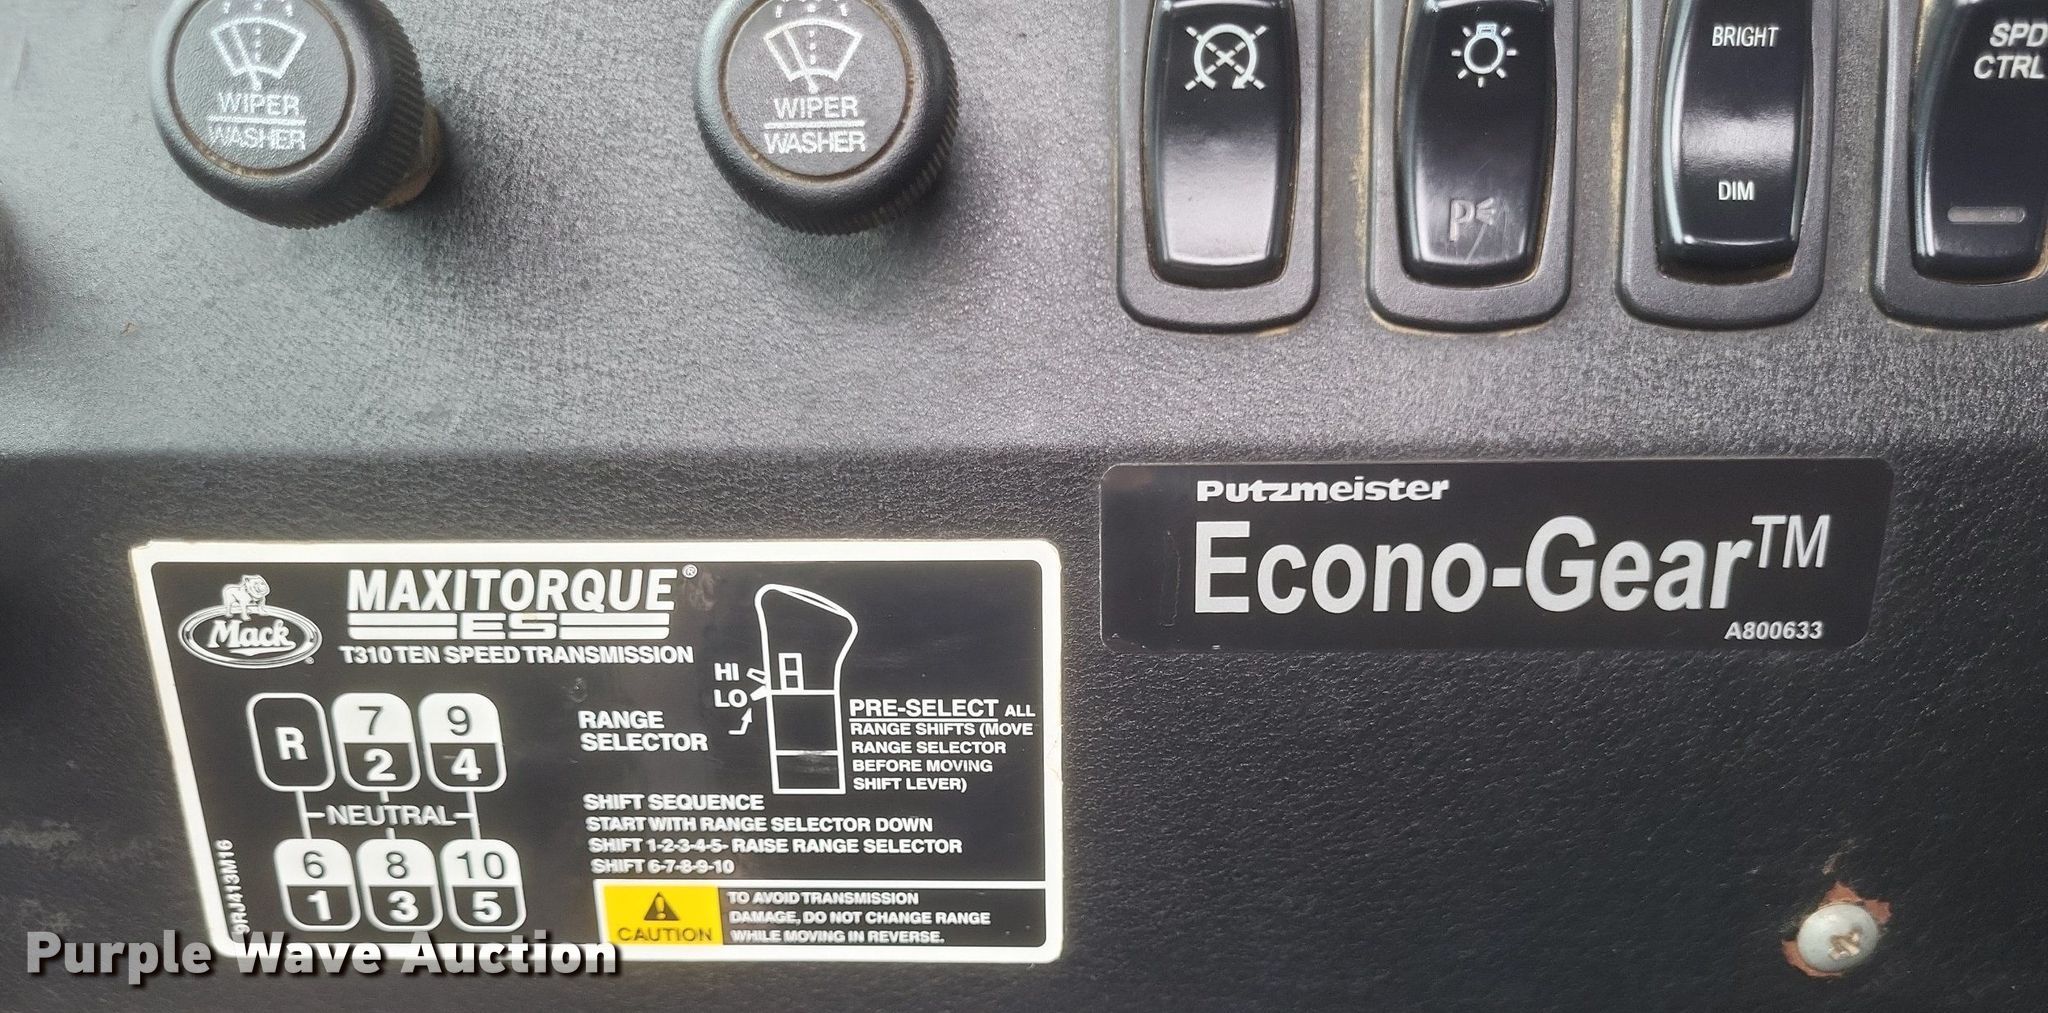 WIPER
WASHER
WIPER
WASHER
P
BRIGHT
DIM
SPD
CTRL
Putzmeister
Econo-Gear™
A800633
Mack®
MAXITORQUE®
ES
T310 TEN SPEED TRANSMISSION
R
7
2
9
4
NEUTRAL
6
1
8
3
10
5
9RJ413M16
RANGE
SELECTOR
HI
LO
PRE-SELECT ALL
RANGE SHIFTS (MOVE
RANGE SELECTOR
BEFORE MOVING
SHIFT LEVER)
SHIFT SEQUENCE
START WITH RANGE SELECTOR DOWN
SHIFT 1-2-3-4-5- RAISE RANGE SELECTOR
SHIFT 6-7-8-9-10
CAUTION
TO AVOID TRANSMISSION
DAMAGE, DO NOT CHANGE RANGE
WHILE MOVING IN REVERSE.
Purple Wave Auction